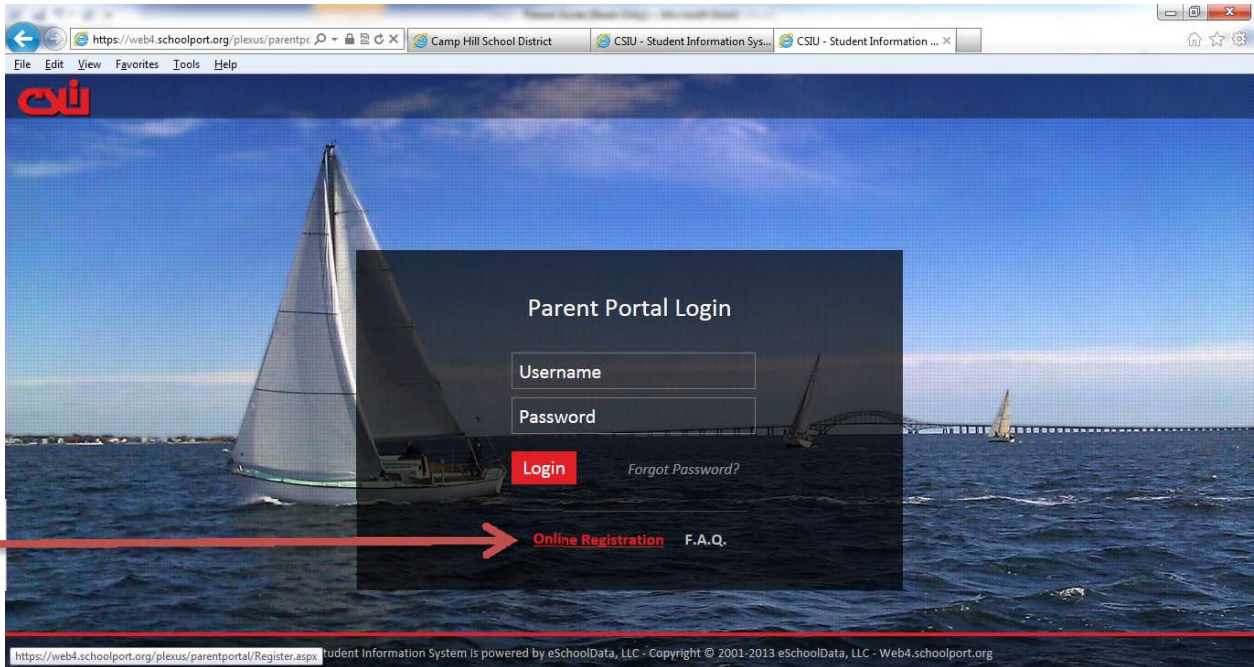 https://web4.schoolport.org/plexus/parentpc
Camp Hill School District
CSIU - Student Information Sys...
CSIU - Student Information ...
File Edit View Favorites Tools Help
CSIU
Parent Portal Login
Username
Password
Login Forgot Password?
Online Registration F.A.Q.
https://web4.schoolport.org/plexus/parentportal/Register.aspx
tudent Information System is powered by eSchoolData, LLC - Copyright © 2001-2013 eSchoolData, LLC - Web4.schoolport.org